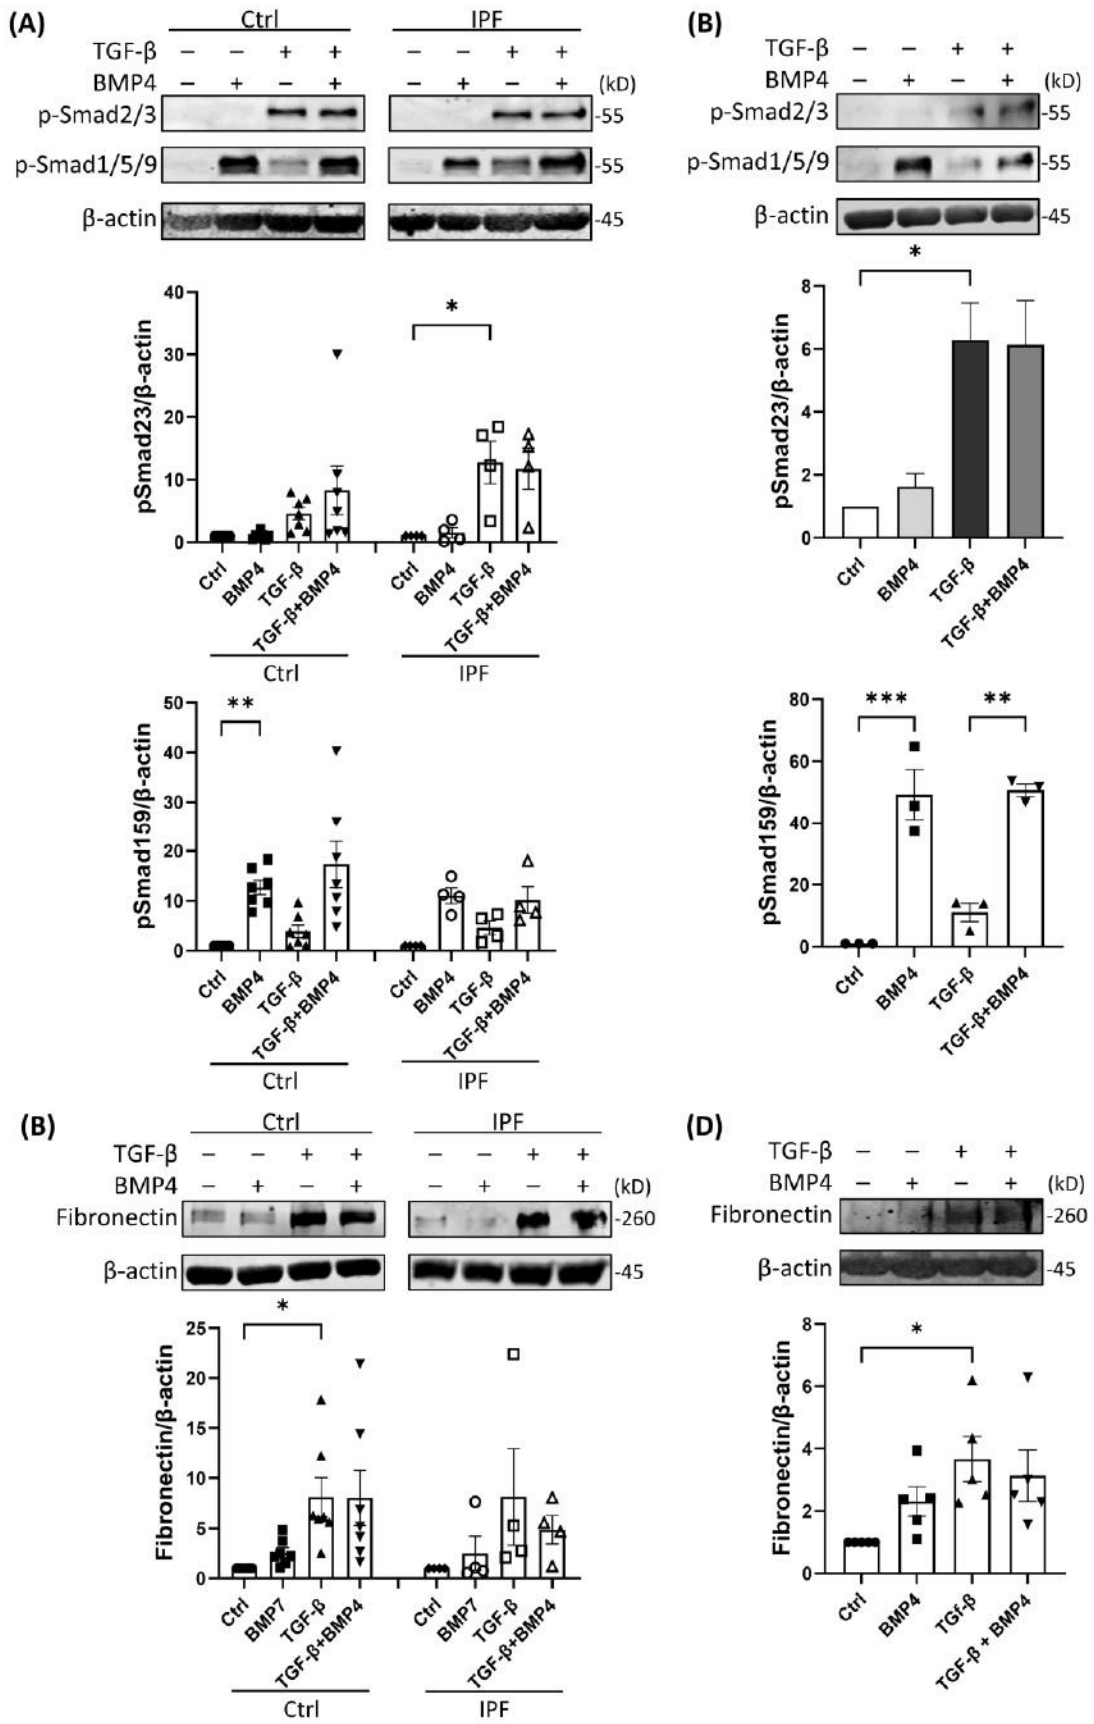 (A)
Ctrl
IPF
TGF-β − − + + − − + +
BMP4 − + − + − + − + (kD)
p-Smad2/3 -55
p-Smad1/5/9 -55
β-actin -45
pSmad23/β-actin
40
30
20
10
0
*
Ctrl BMP4 TGF-β TGF-β+BMP4 Ctrl BMP4 TGF-β TGF-β+BMP4
Ctrl IPF
pSmad159/β-actin
50
40
30
20
10
0
**
Ctrl BMP4 TGF-β TGF-β+BMP4 Ctrl BMP4 TGF-β TGF-β+BMP4
Ctrl IPF
(B)
TGF-β − − + +
BMP4 − + − + (kD)
p-Smad2/3 -55
p-Smad1/5/9 -55
β-actin -45
pSmad23/β-actin
8
6
4
2
0
*
Ctrl BMP4 TGF-β TGF-β+BMP4
pSmad159/β-actin
80
60
40
20
0
*** **
Ctrl BMP4 TGF-β TGF-β+BMP4
(B)
Ctrl
IPF
TGF-β − − + + − − + +
BMP4 − + − + − + − + (kD)
Fibronectin -260
β-actin -45
Fibronectin/β-actin
25
20
15
10
5
0
*
Ctrl BMP7 TGF-β TGF-β+BMP4 Ctrl BMP7 TGF-β TGF-β+BMP4
Ctrl IPF
(D)
TGF-β − − + +
BMP4 − + − + (kD)
Fibronectin -260
β-actin -45
Fibronectin/β-actin
8
6
4
2
0
*
Ctrl BMP4 TGf-β TGF-β + BMP4